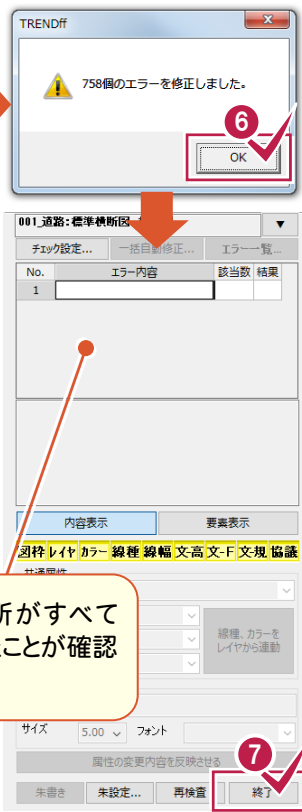 TRENDff
758個のエラーを修正しました。
6
OK
001_道路:標準横断図
チェック設定... 一括自動修正... エラー一覧...
No. エラー内容 該当数 結果
1
内容表示 要素表示
図枠 レイヤ カラー 線種 線幅 文-高 文-F 文-規 協議
共通属性
所がすべて
ことが確認
線種、カラーを
レイヤから連動
サイズ 5.00 フォント
属性の変更内容を反映させる
7
朱書き 朱設定... 再検査 終了